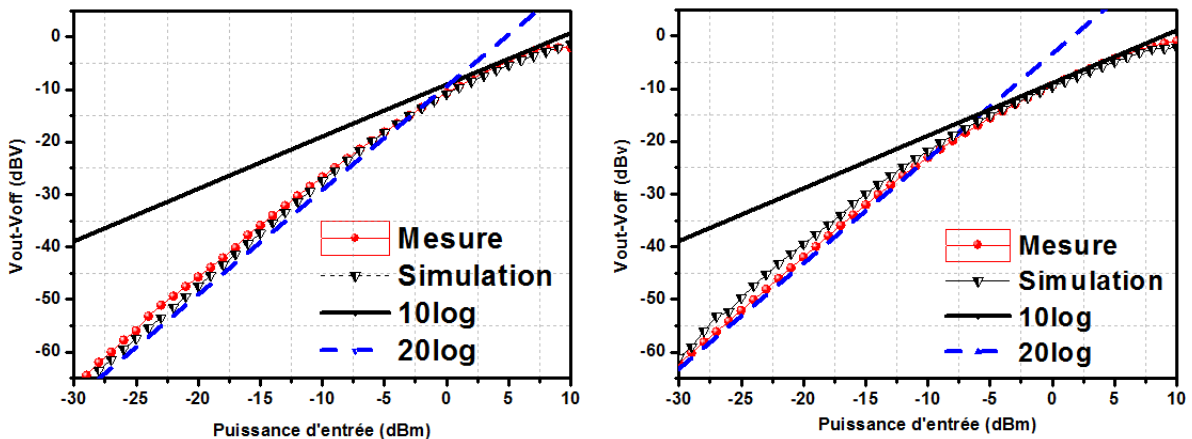 0
-10
-20
-30
-40
-50
-60
Vout-Voff (dBV)
Mesure
Simulation
10log
20log
-30 -25 -20 -15 -10 -5 0 5 10
Puissance d'entrée (dBm)
0
-10
-20
-30
-40
-50
-60
Vout-Voff (dBv)
Mesure
Simulation
10log
20log
-30 -25 -20 -15 -10 -5 0 5 10
Puissance d'entrée (dBm)